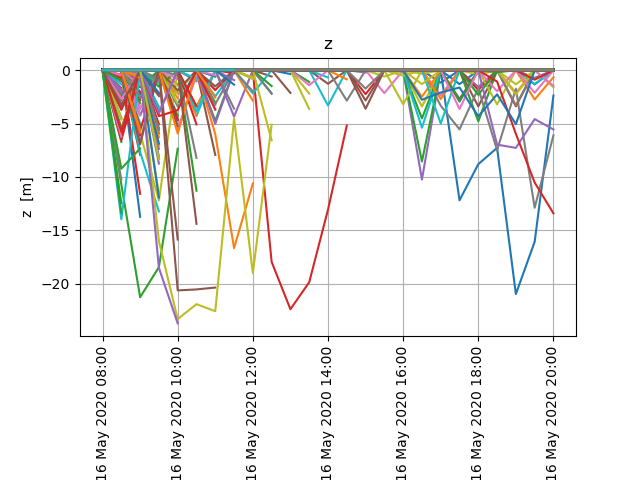 z
0
−5
−10
−15
−20
z [m]
16 May 2020 08:00
16 May 2020 10:00
16 May 2020 12:00
16 May 2020 14:00
16 May 2020 16:00
16 May 2020 18:00
16 May 2020 20:00